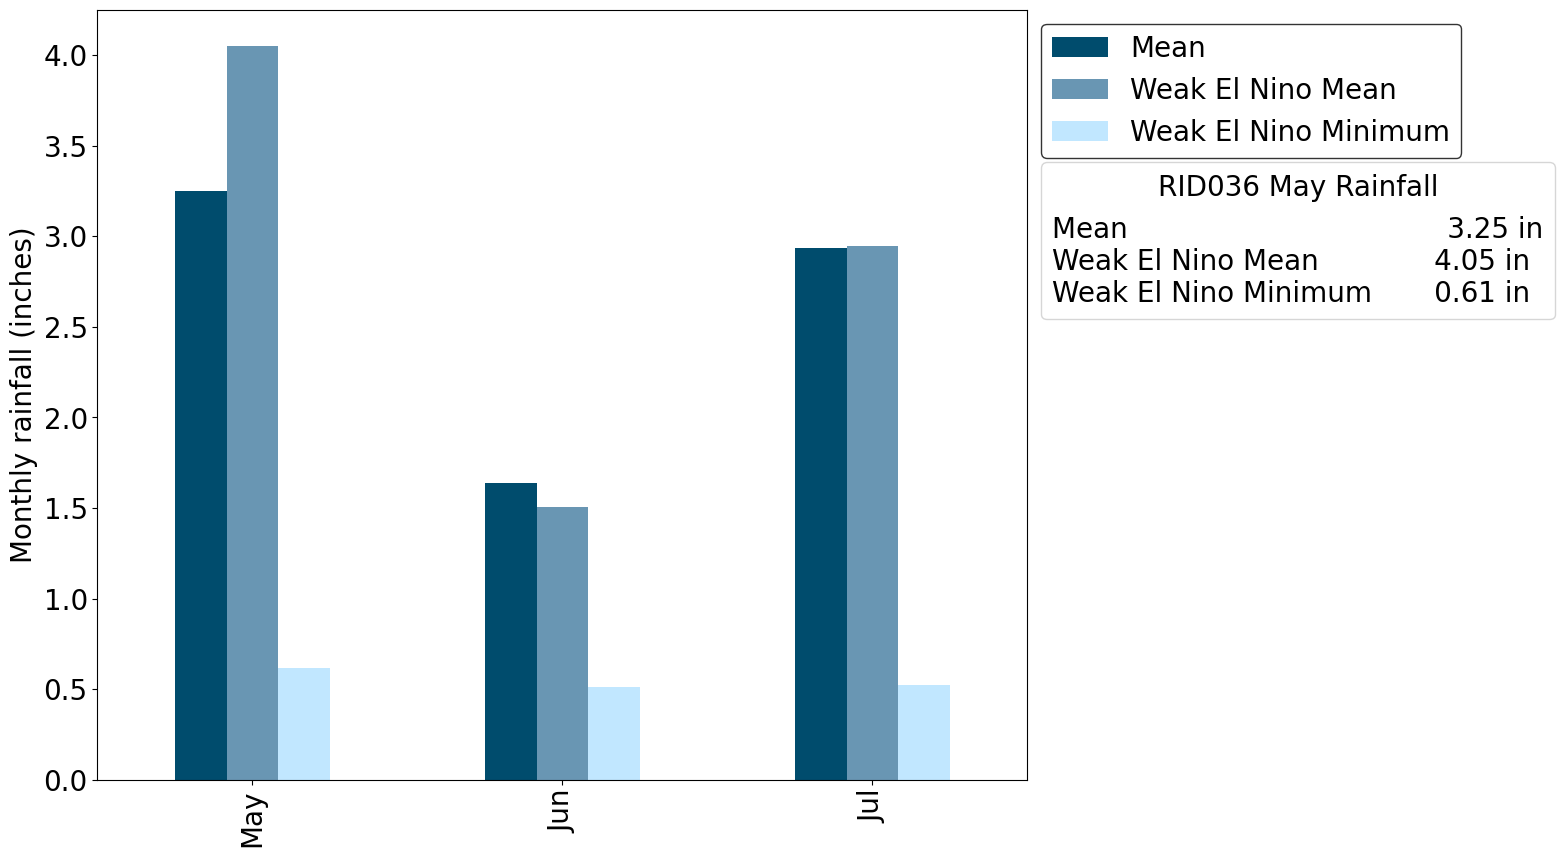 Monthly rainfall (inches)
4.0
3.5
3.0
2.5
2.0
1.5
1.0
0.5
0.0
May
Jun
Jul
Mean
Weak El Nino Mean
Weak El Nino Minimum
RID036 May Rainfall
Mean 3.25 in
Weak El Nino Mean 4.05 in
Weak El Nino Minimum 0.61 in